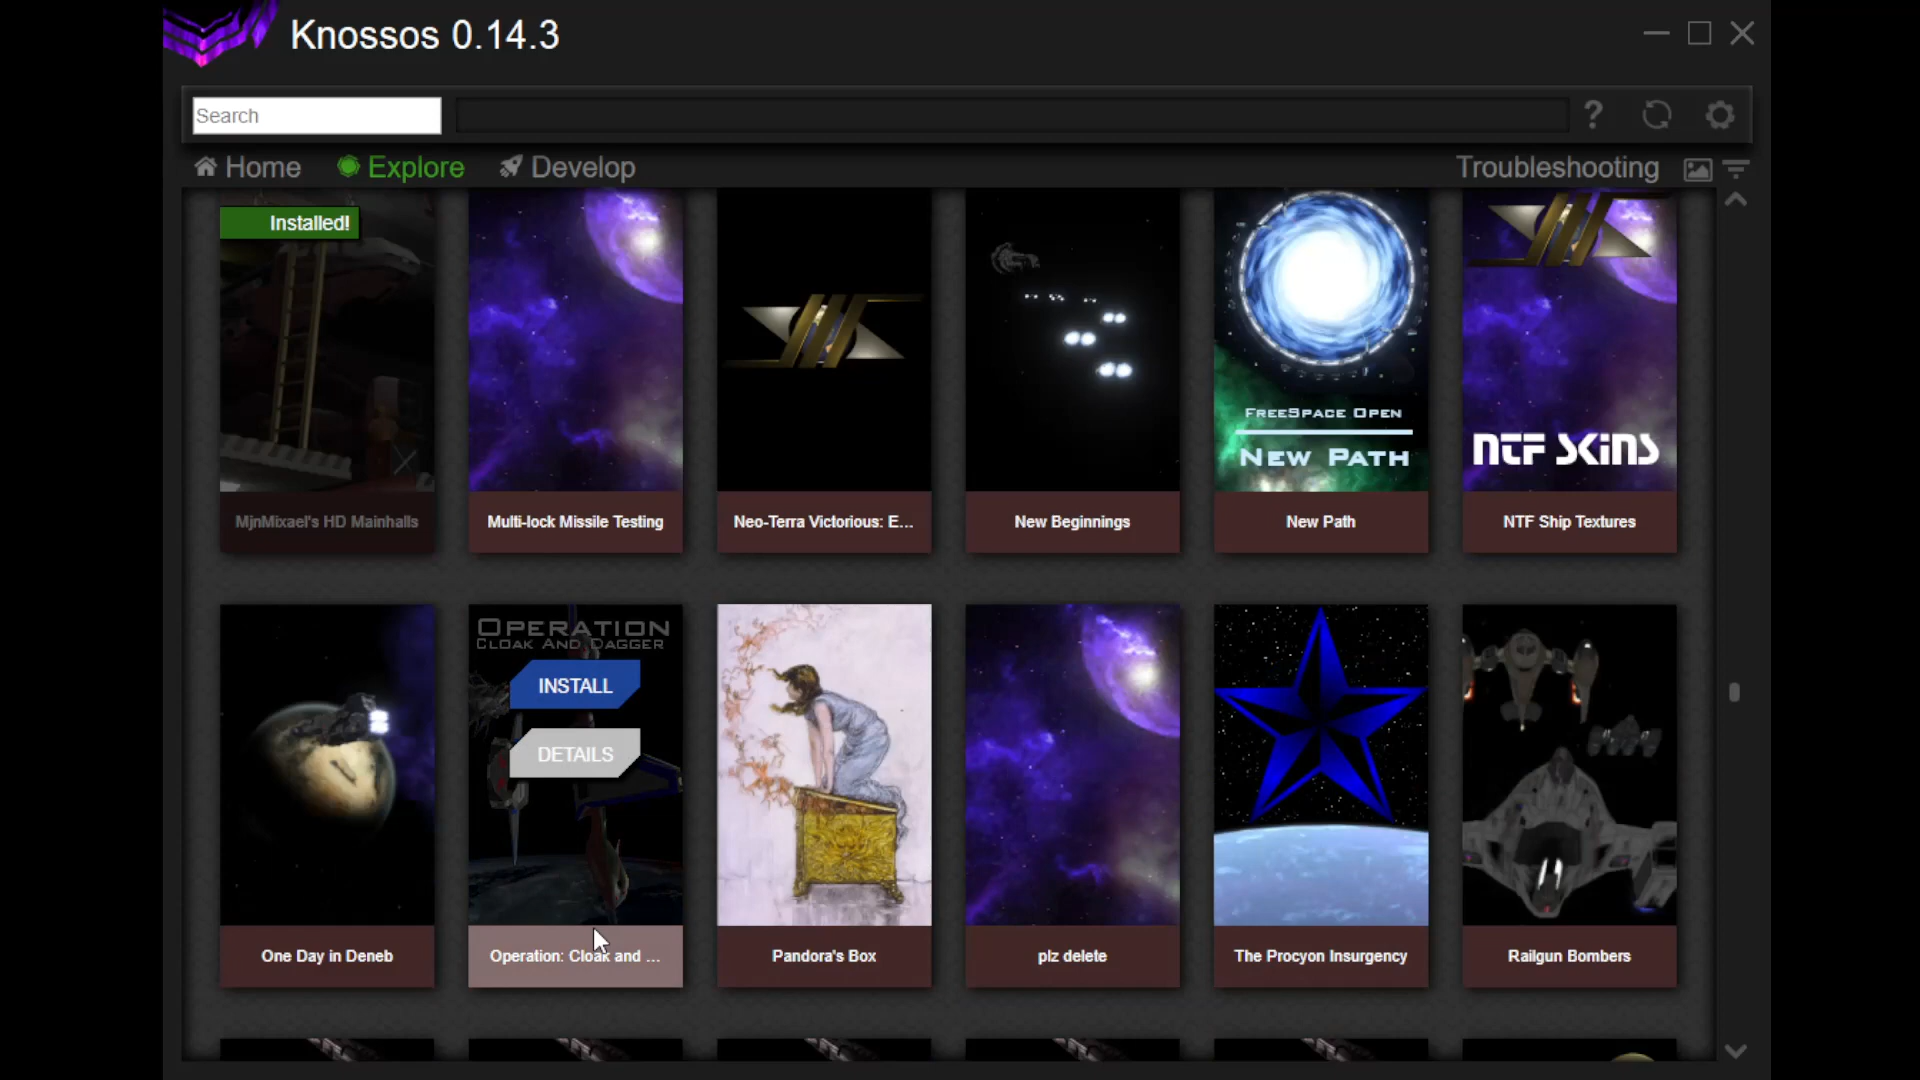 Knossos 0.14.3
Search
?
Home
Explore
Develop
Troubleshooting
Installed!
FreeSpace Open
New Path
NTF SKiNS
MjnMixael's HD Mainhalls
Multi-lock Missile Testing
Neo-Terra Victorious: E...
New Beginnings
New Path
NTF Ship Textures
Operation
Cloak And Dagger
INSTALL
DETAILS
One Day in Deneb
Operation: Cloak and ...
Pandora's Box
plz delete
The Procyon Insurgency
Railgun Bombers